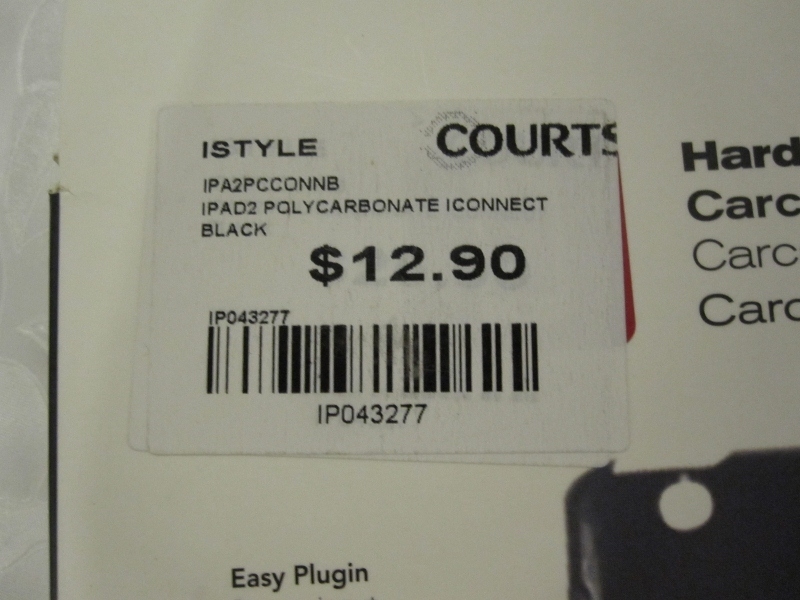 ISTYLE COURTS
IPA2PCCONNB
IPAD2 POLYCARBONATE ICONNECT
BLACK
$12.90
IP043277
IP043277
Hard
Carc
Carc
Carc
Easy Plugin